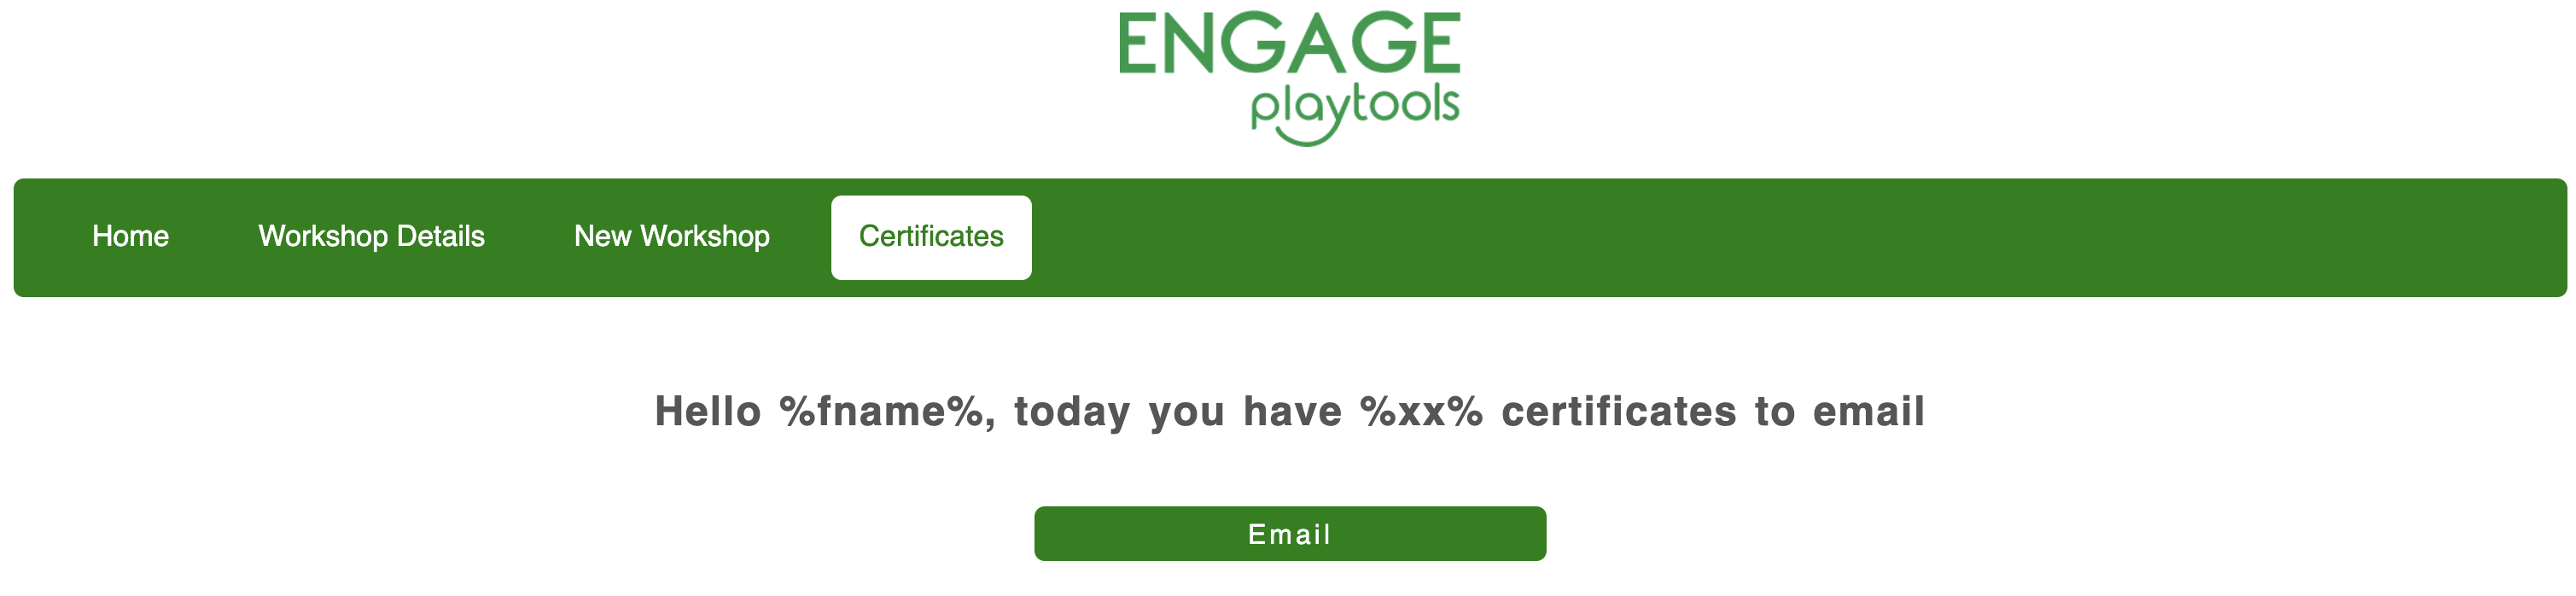 ENGAGE
playtools
Home Workshop Details New Workshop Certificates
Hello %fname%, today you have %xx% certificates to email
Email